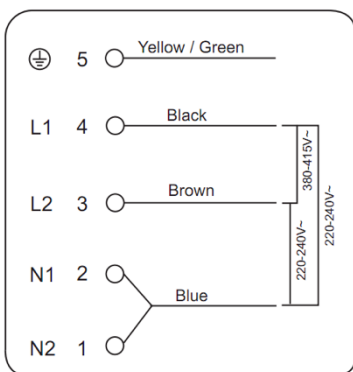 5 Yellow / Green
L1 4 Black
L2 3 Brown
N1 2
Blue
N2 1
380-415V~
220-240V~
220-240V~